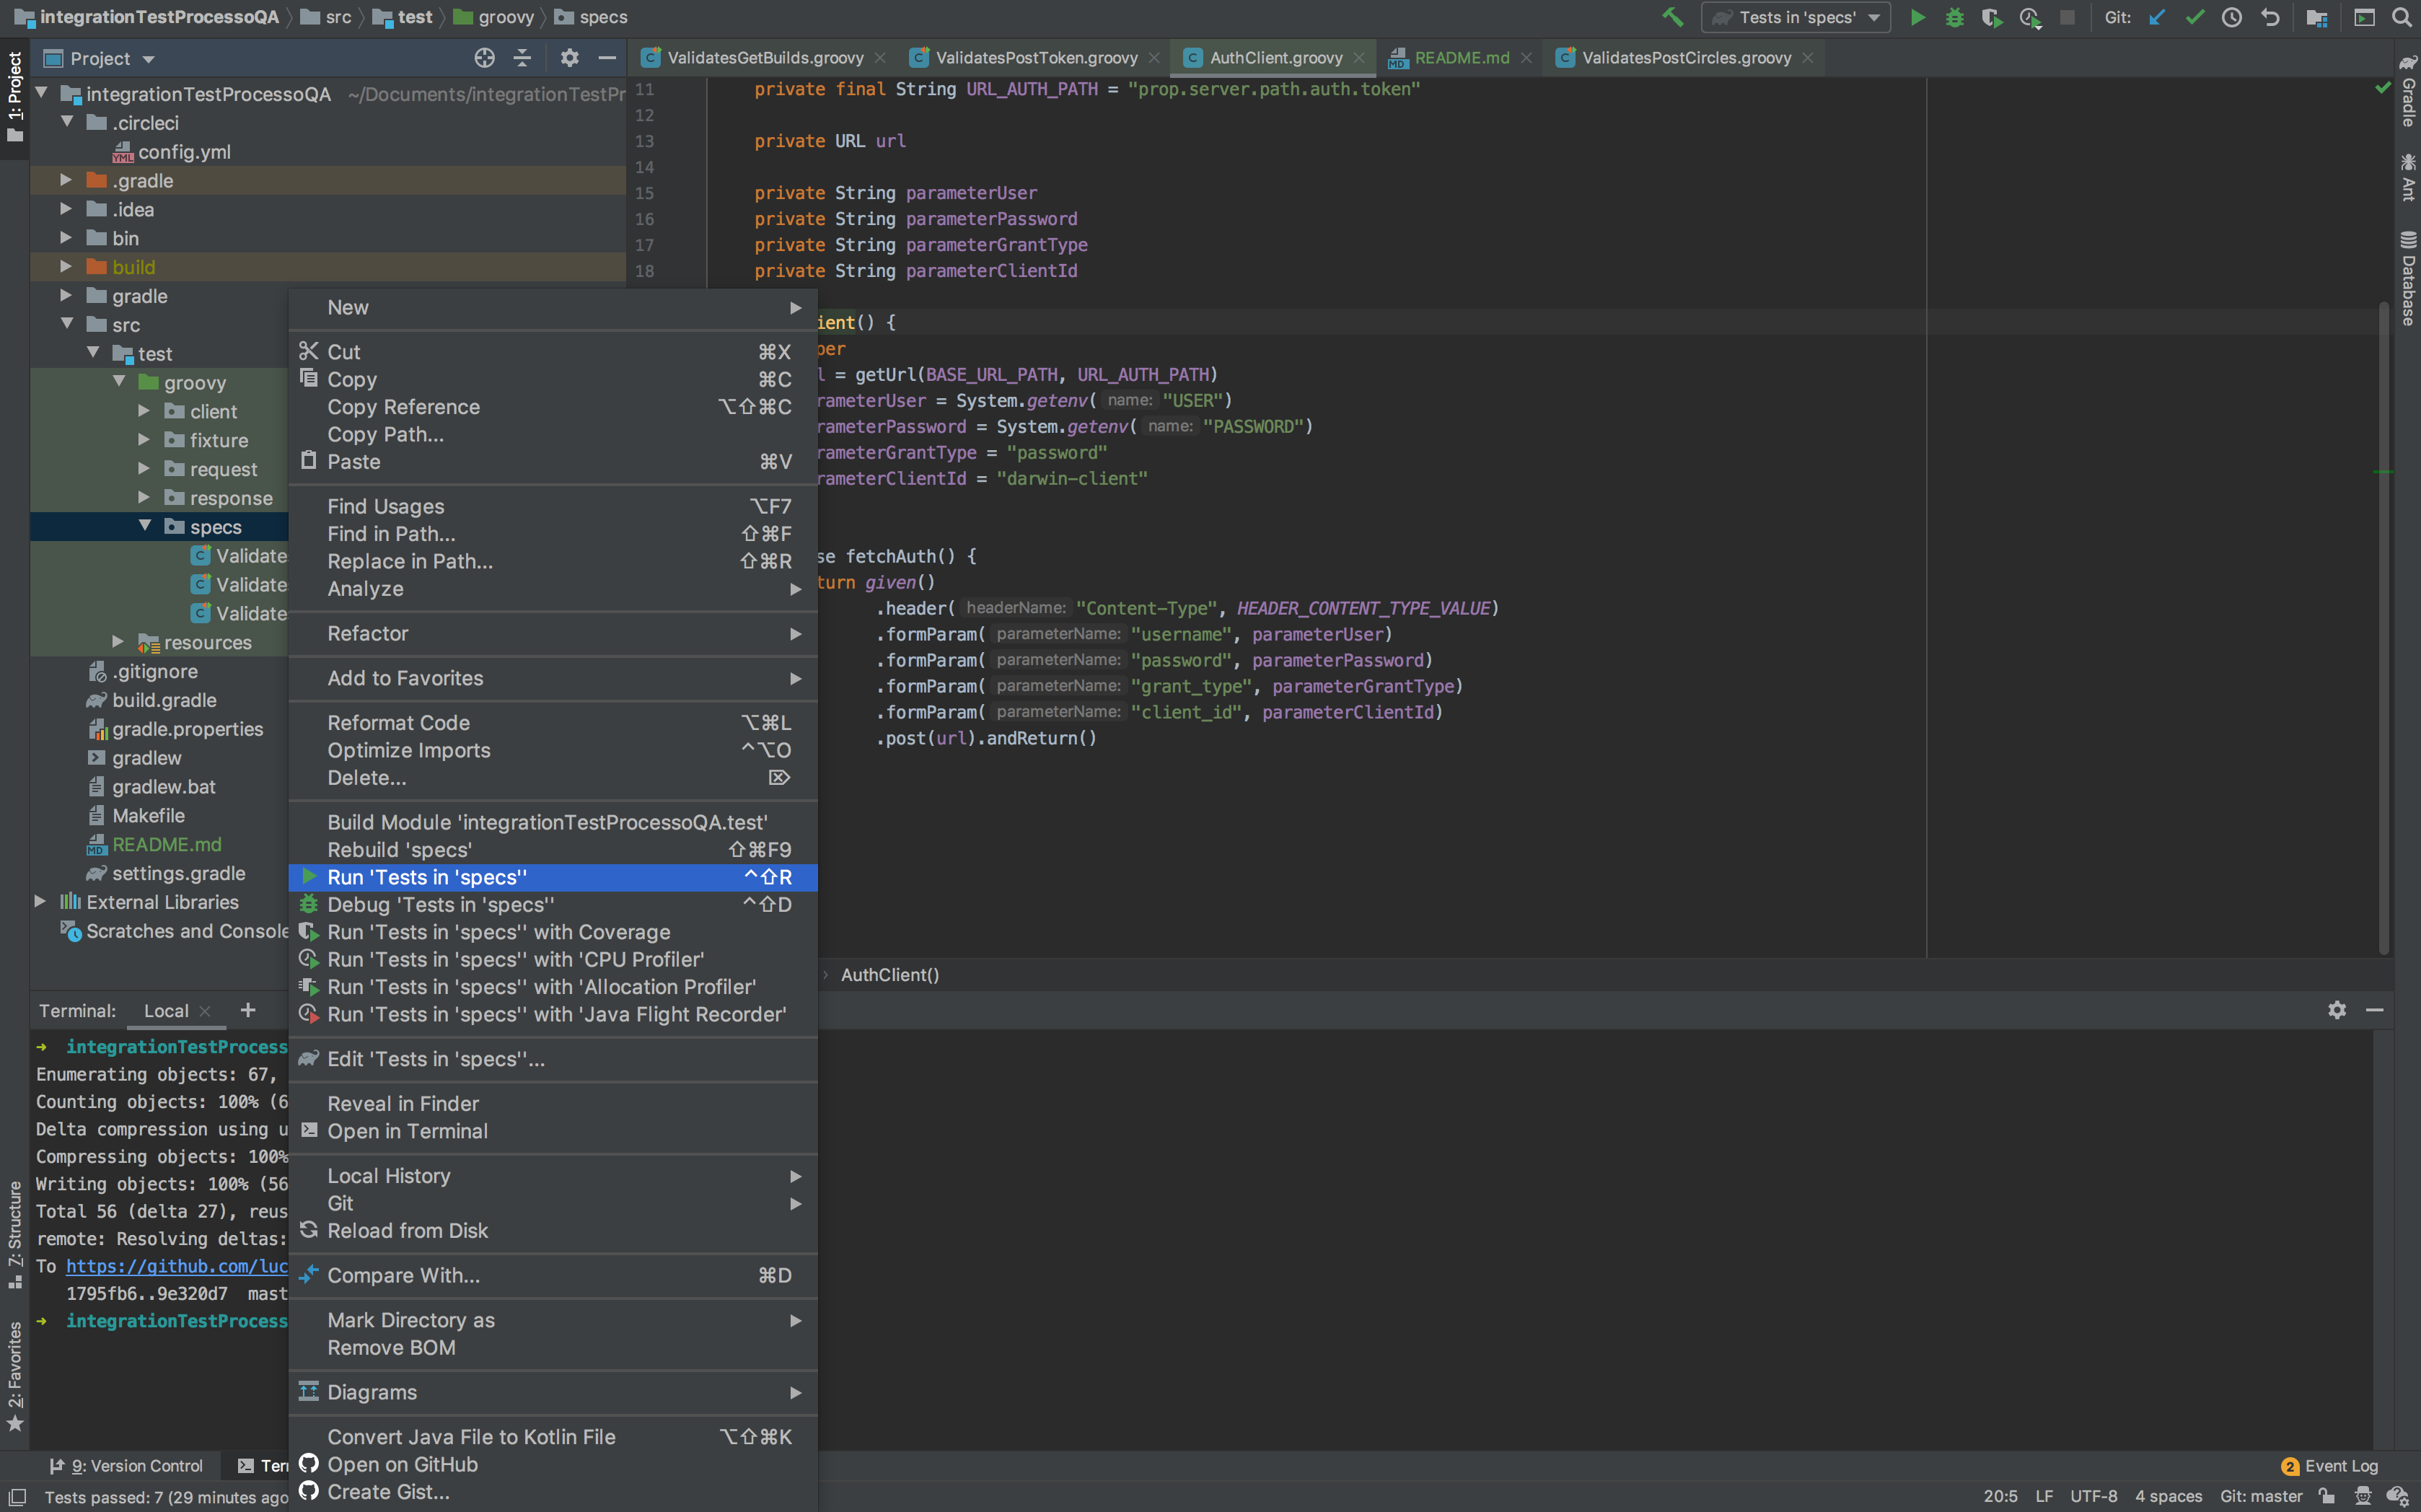 integrationTestProcessoQA src test groovy specs
Tests in 'specs' Git:
Project
1: Project
ValidatesGetBuilds.groovy ValidatesPostToken.groovy AuthClient.groovy README.md ValidatesPostCircles.groovy
Gradle
Ant
Database
integrationTestProcessoQA ~/Documents/integrationTestPr
.circleci
config.yml
.gradle
.idea
bin
build
gradle
src
test
groovy
client
fixture
request
response
specs
Validate
Validate
Validate
resources
.gitignore
build.gradle
gradle.properties
gradlew
gradlew.bat
Makefile
README.md
settings.gradle
External Libraries
Scratches and Console
11 private final String URL_AUTH_PATH = "prop.server.path.auth.token"
12
13 private URL url
14
15 private String parameterUser
16 private String parameterPassword
17 private String parameterGrantType
18 private String parameterClientId
ient() {
per
l = getUrl(BASE_URL_PATH, URL_AUTH_PATH)
rameterUser = System.getenv( name: "USER")
rameterPassword = System.getenv( name: "PASSWORD")
rameterGrantType = "password"
rameterClientId = "darwin-client"
se fetchAuth() {
turn given()
.header( headerName: "Content-Type", HEADER_CONTENT_TYPE_VALUE)
.formParam( parameterName: "username", parameterUser)
.formParam( parameterName: "password", parameterPassword)
.formParam( parameterName: "grant_type", parameterGrantType)
.formParam( parameterName: "client_id", parameterClientId)
.post(url).andReturn()
AuthClient()
New
Cut ⌘X
Copy ⌘C
Copy Reference ⌥⇧⌘C
Copy Path...
Paste ⌘V
Find Usages ⌥F7
Find in Path... ⇧⌘F
Replace in Path... ⇧⌘R
Analyze
Refactor
Add to Favorites
Reformat Code ⌥⌘L
Optimize Imports ^⌥O
Delete... ⌦
Build Module 'integrationTestProcessoQA.test'
Rebuild 'specs' ⇧⌘F9
Run 'Tests in 'specs'' ^⇧R
Debug 'Tests in 'specs'' ^⇧D
Run 'Tests in 'specs'' with Coverage
Run 'Tests in 'specs'' with 'CPU Profiler'
Run 'Tests in 'specs'' with 'Allocation Profiler'
Run 'Tests in 'specs'' with 'Java Flight Recorder'
Edit 'Tests in 'specs''...
Reveal in Finder
Open in Terminal
Local History
Git
Reload from Disk
Compare With... ⌘D
Mark Directory as
Remove BOM
Diagrams
Convert Java File to Kotlin File ⌥⇧⌘K
Open on GitHub
Create Gist...
Terminal: Local +
→ integrationTestProcess
Enumerating objects: 67,
Counting objects: 100% (6
Delta compression using u
Compressing objects: 100%
Writing objects: 100% (56
Total 56 (delta 27), reus
remote: Resolving deltas:
To https://github.com/luc
1795fb6..9e320d7 mast
→ integrationTestProcess
7: Structure
2: Favorites
9: Version Control Ter
2 Event Log
Tests passed: 7 (29 minutes ago
20:5 LF UTF-8 4 spaces Git: master